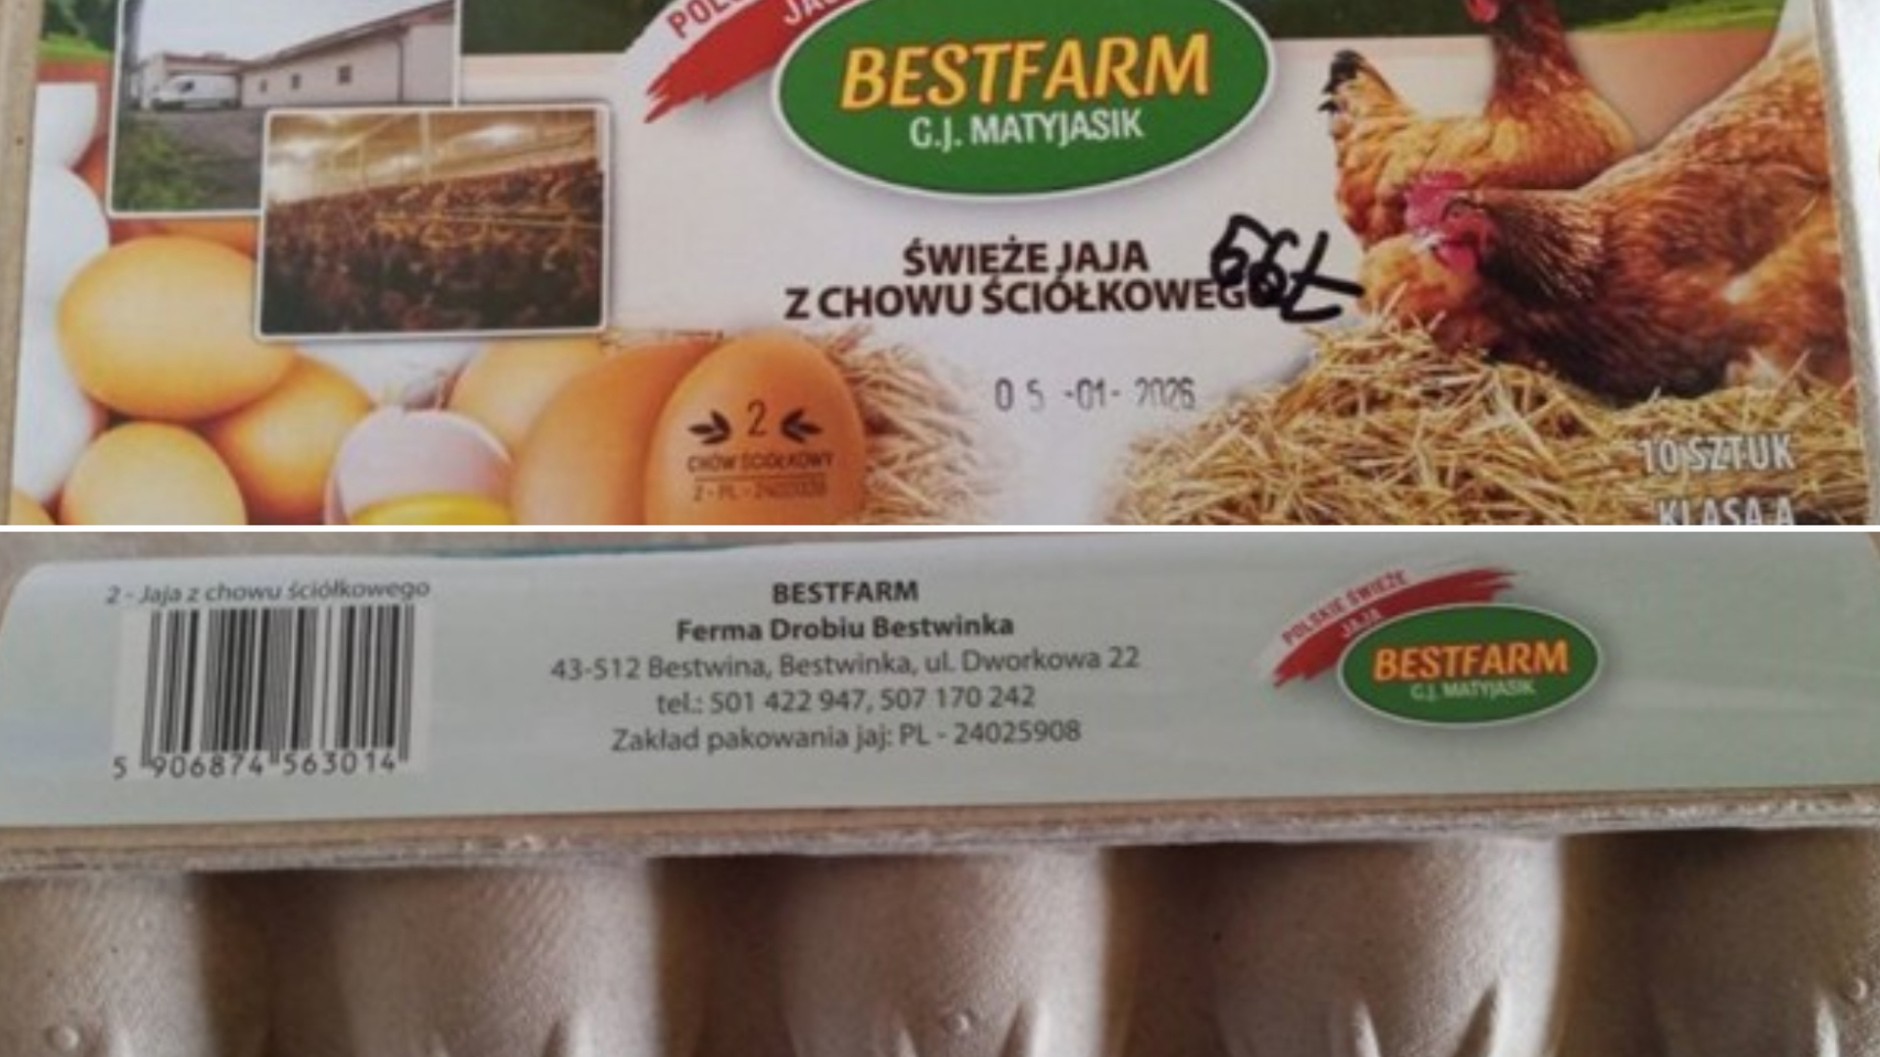 BESTFARM
G.J. MATYJASIK
ŚWIEŻE JAJA
Z CHOWU ŚCIÓŁKOWEGO
05 -01- 2026
2
CHÓW ŚCIÓŁKOWY
10 SZTUK
KLASA A
2 - Jaja z chowu ściółkowego
5 906874 563014
BESTFARM
Ferma Drobiu Bestwinka
43-512 Bestwina, Bestwinka, ul. Dworkowa 22
tel.: 501 422 947, 507 170 242
Zakład pakowania jaj: PL - 24025908
POLSKIE ŚWIEŻE
JAJA
BESTFARM
G.J. MATYJASIK